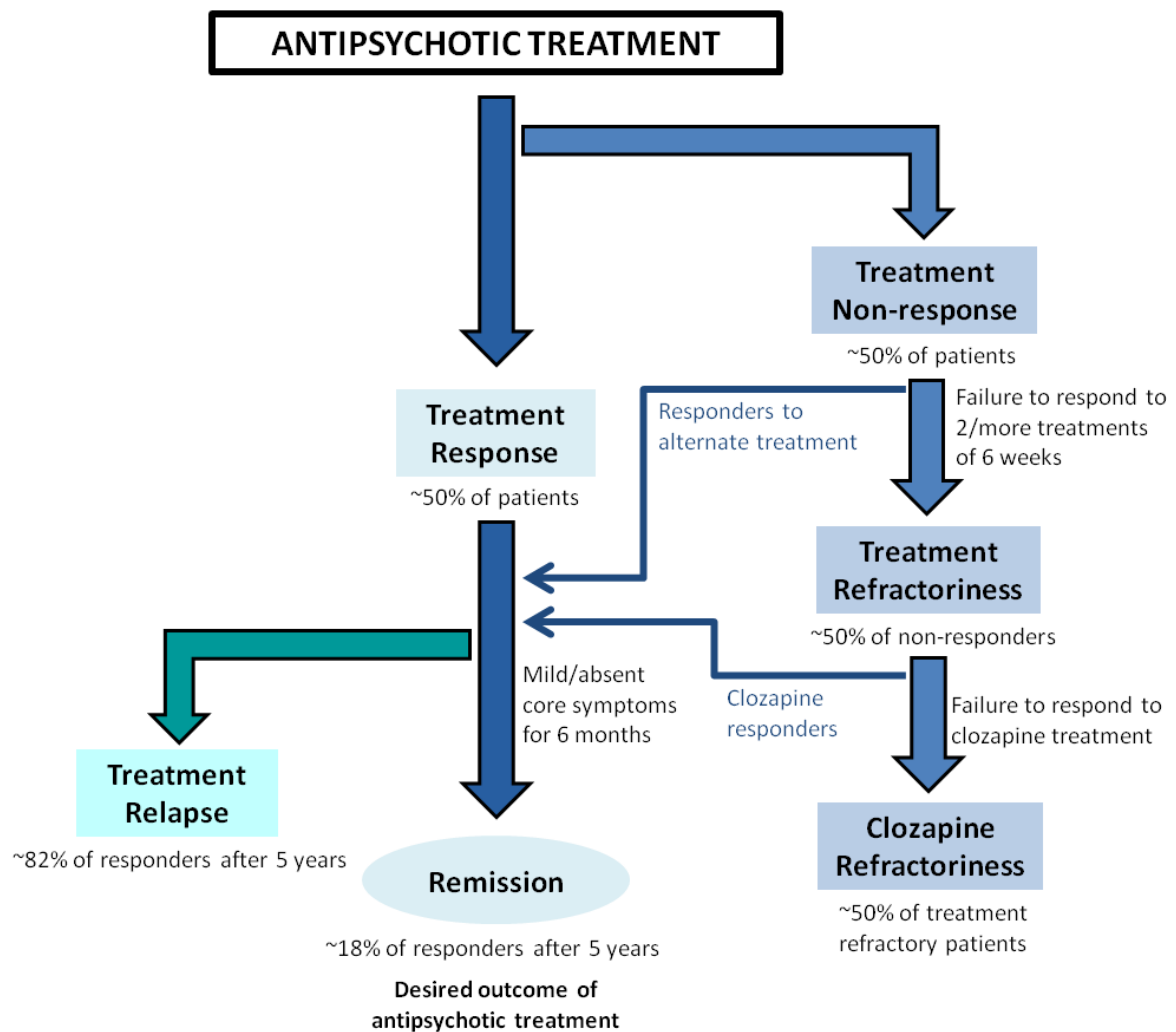 ANTIPSYCHOTIC TREATMENT
Treatment
Non-response
~50% of patients
Failure to respond to
2/more treatments
of 6 weeks
Responders to
alternate treatment
Treatment
Response
~50% of patients
Treatment
Refractoriness
~50% of non-responders
Mild/absent
core symptoms
for 6 months
Clozapine
responders
Failure to respond to
clozapine treatment
Treatment
Relapse
~82% of responders after 5 years
Remission
~18% of responders after 5 years
Desired outcome of
antipsychotic treatment
Clozapine
Refractoriness
~50% of treatment
refractory patients